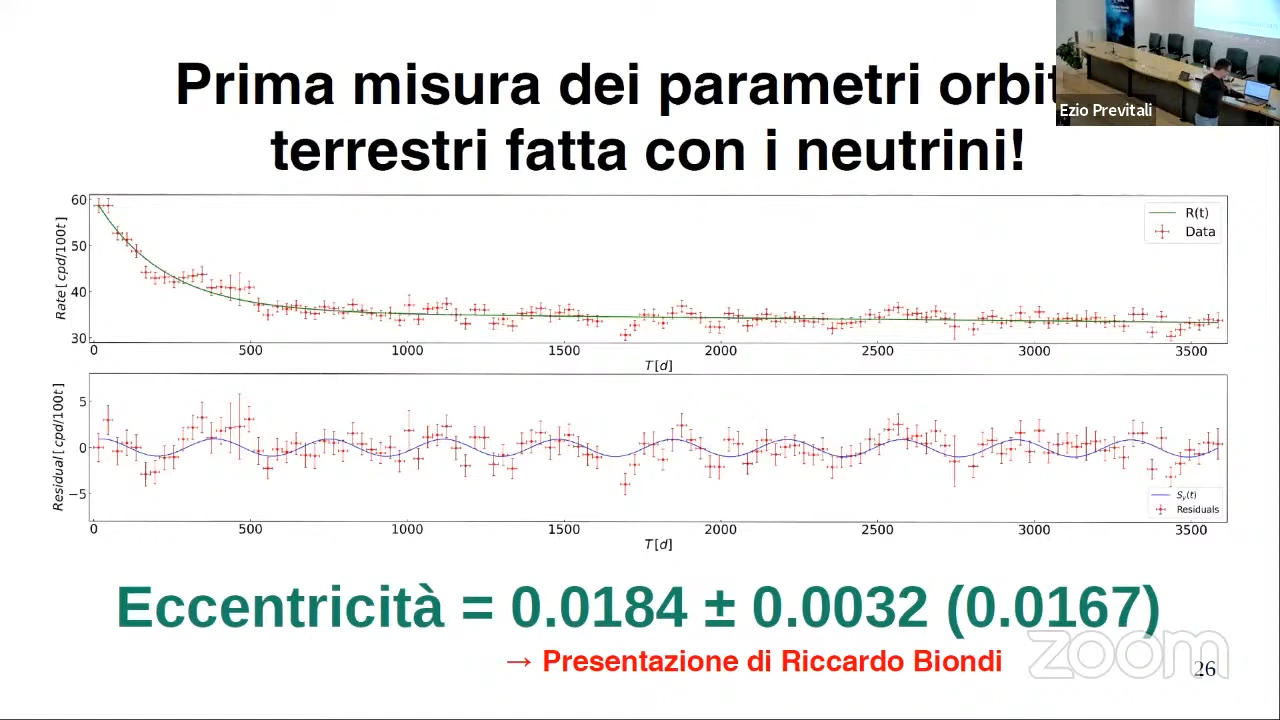 Prima misura dei parametri orbit
terrestri fatta con i neutrini!
Ezio Previtali
60
50
40
30
Rate [ cpd/100t ]
R(t)
Data
0 500 1000 1500 2000 2500 3000 3500
T [d]
5
0
−5
Residual [ cpd/100t ]
Sᵧ(t)
Residuals
0 500 1000 1500 2000 2500 3000 3500
T [d]
Eccentricità = 0.0184 ± 0.0032 (0.0167)
→ Presentazione di Riccardo Biondi
zoom
26